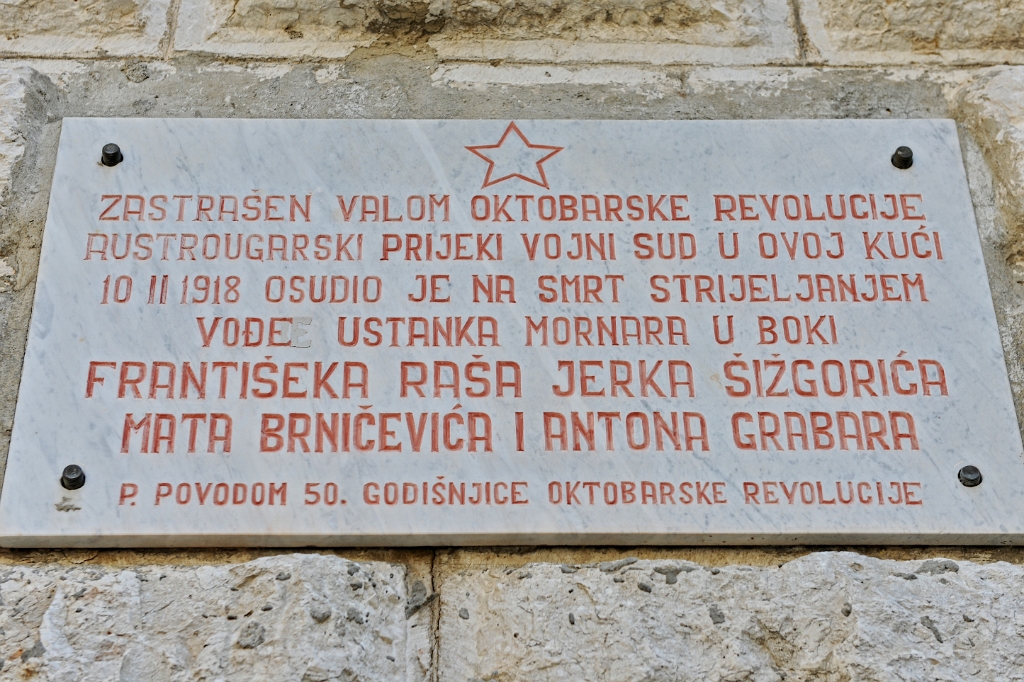 ZASTRAŠEN VALOM OKTOBARSKE REVOLUCIJE
AUSTROUGARSKI PRIJEKI VOJNI SUD U OVOJ KUĆI
10 II 1918 OSUDIO JE NA SMRT STRIJELJANJEM
VOĐE USTANKA MORNARA U BOKI
FRANTIŠEKA RAŠA JERKA ŠIŽGORIĆA
MATA BRNIČEVIĆA I ANTONA GRABARA
P. POVODOM 50. GODIŠNJICE OKTOBARSKE REVOLUCIJE